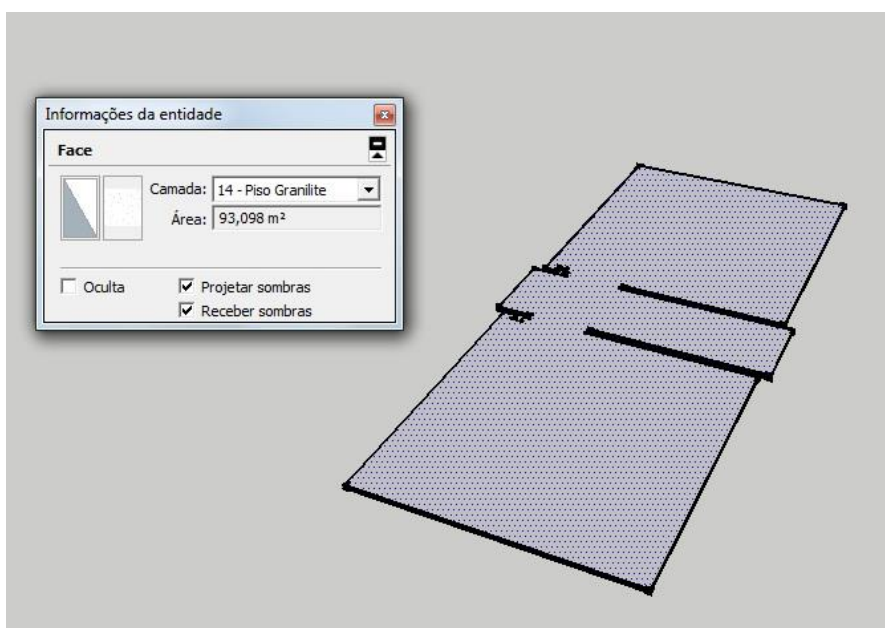 Informações da entidade
Face
Camada: 14 - Piso Granilite
Área: 93,098 m²
Oculta
Projetar sombras
Receber sombras